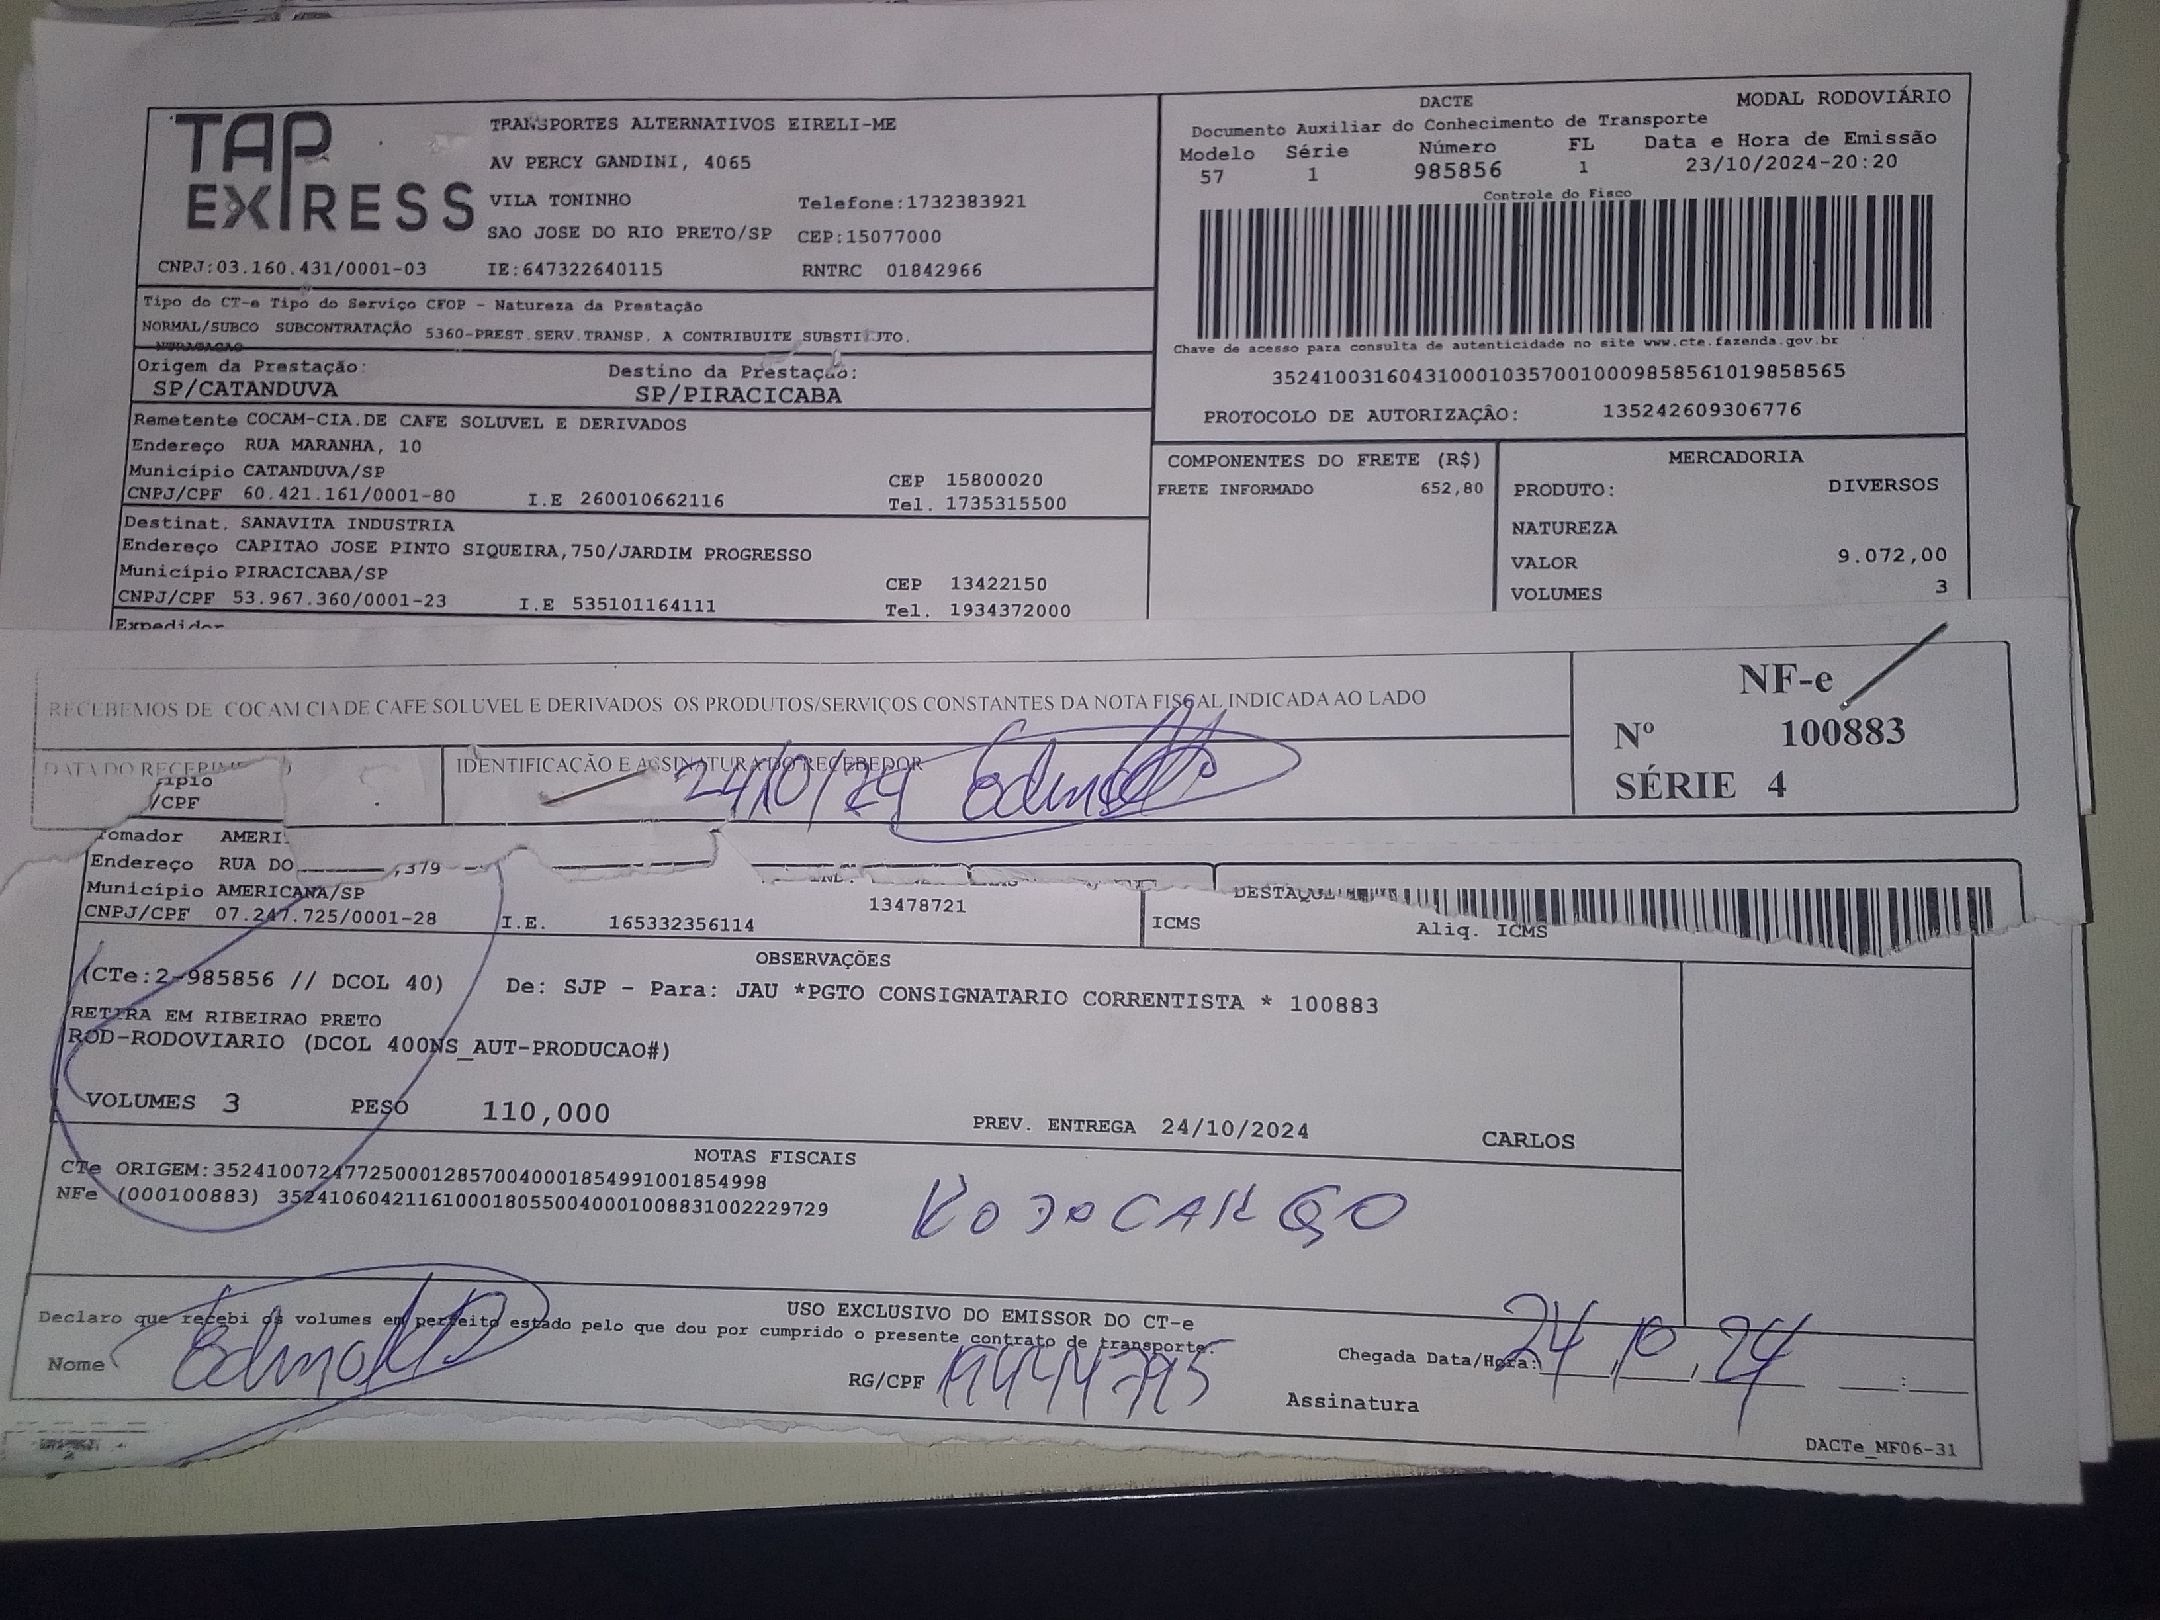 TAP EXPRESS
TRANSPORTES ALTERNATIVOS EIRELI-ME
AV PERCY GANDINI, 4065
VILA TONINHO Telefone:1732383921
SAO JOSE DO RIO PRETO/SP CEP:15077000
CNPJ:03.160.431/0001-03 IE:647322640115 RNTRC 01842966
DACTE MODAL RODOVIÁRIO
Documento Auxiliar do Conhecimento de Transporte
Modelo Série Número FL Data e Hora de Emissão
57 1 985856 1 23/10/2024-20:20
Controle do Fisco
Chave de acesso para consulta de autenticidade no site www.cte.fazenda.gov.br
35241003160431000103570010009858561019858565
PROTOCOLO DE AUTORIZAÇÂO: 135242609306776
Tipo do CT-e Tipo do Serviço CFOP - Natureza da Prestação
NORMAL/SUBCO SUBCONTRATAÇÂO 5360-PREST.SERV.TRANSP. A CONTRIBUITE SUBSTITUTO.
NTRATACAO
Origem da Prestação: Destino da Prestação:
SP/CATANDUVA SP/PIRACICABA
Remetente COCAM-CIA.DE CAFE SOLUVEL E DERIVADOS
Endereço RUA MARANHA, 10
Município CATANDUVA/SP CEP 15800020
CNPJ/CPF 60.421.161/0001-80 I.E 260010662116 Tel. 1735315500
COMPONENTES DO FRETE (R$)
FRETE INFORMADO 652,80
MERCADORIA
PRODUTO: DIVERSOS
NATUREZA
VALOR 9.072,00
VOLUMES 3
Destinat. SANAVITA INDUSTRIA
Endereço CAPITAO JOSE PINTO SIQUEIRA,750/JARDIM PROGRESSO
Município PIRACICABA/SP CEP 13422150
CNPJ/CPF 53.967.360/0001-23 I.E 535101164111 Tel. 1934372000
Expedidor
RECEBEMOS DE COCAM CIA DE CAFE SOLUVEL E DERIVADOS OS PRODUTOS/SERVIÇOS CONSTANTES DA NOTA FISCAL INDICADA AO LADO
NF-e
Nº 100883
SÉRIE 4
IDENTIFICAÇÃO E ASSINATURA DO RECEBEDOR
24/10/24
ípio
/CPF
Tomador AMERI
Endereço RUA DO ,379
Município AMERICANA/SP 13478721
CNPJ/CPF 07.247.725/0001-28 I.E. 165332356114
ICMS Aliq. ICMS
OBSERVAÇÕES
(CTe:2-985856 // DCOL 40) De: SJP - Para: JAU *PGTO CONSIGNATARIO CORRENTISTA * 100883
RETIRA EM RIBEIRAO PRETO
ROD-RODOVIARIO (DCOL 400NS_AUT-PRODUCAO#)
VOLUMES 3 PESO 110,000 PREV. ENTREGA 24/10/2024 CARLOS
NOTAS FISCAIS
CTe ORIGEM:35241007247725000128570040001854991001854998
NFe (000100883) 35241060421161000180550040001008831002229729
RODOCARGO
USO EXCLUSIVO DO EMISSOR DO CT-e
Declaro que recebi os volumes em perfeito estado pelo que dou por cumprido o presente contrato de transporte.
Nome RG/CPF Chegada Data/Hora: 24 10 24
Assinatura
DACTe_MF06-31